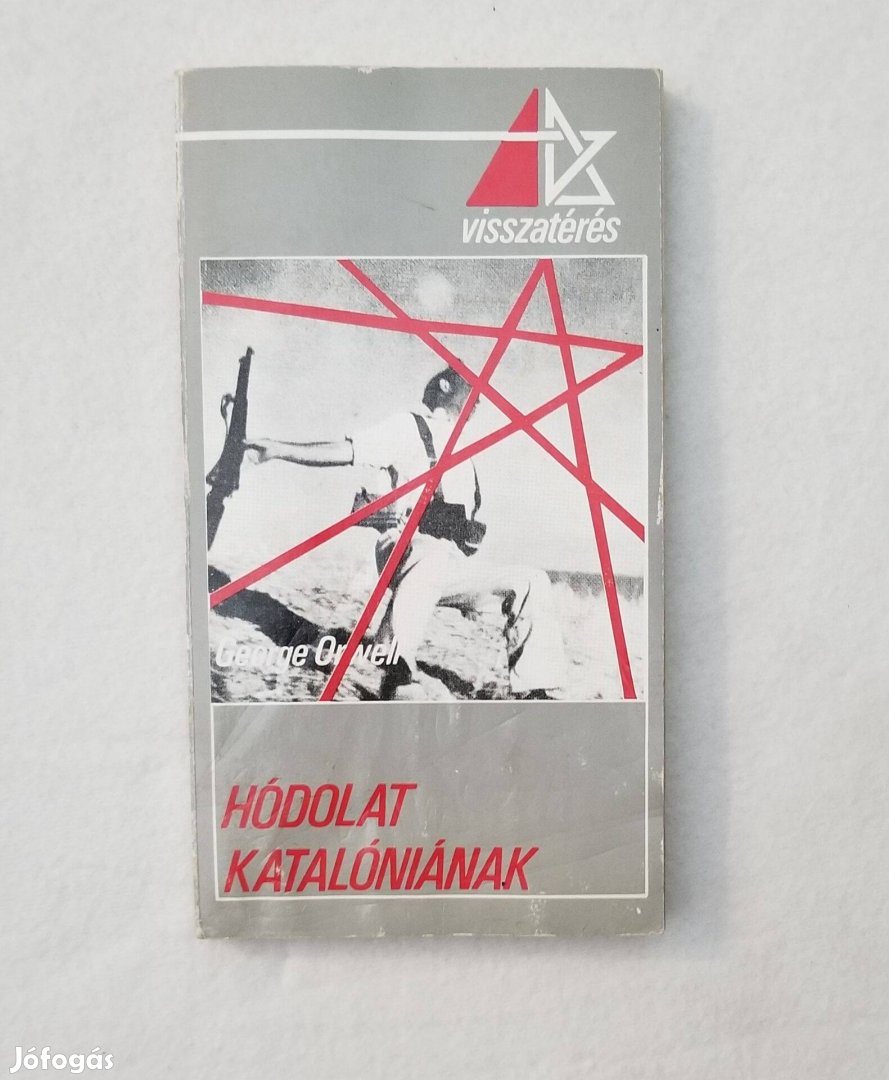 visszatérés
George Orwell
HÓDOLAT
KATALÓNIÁNAK
Jófogás